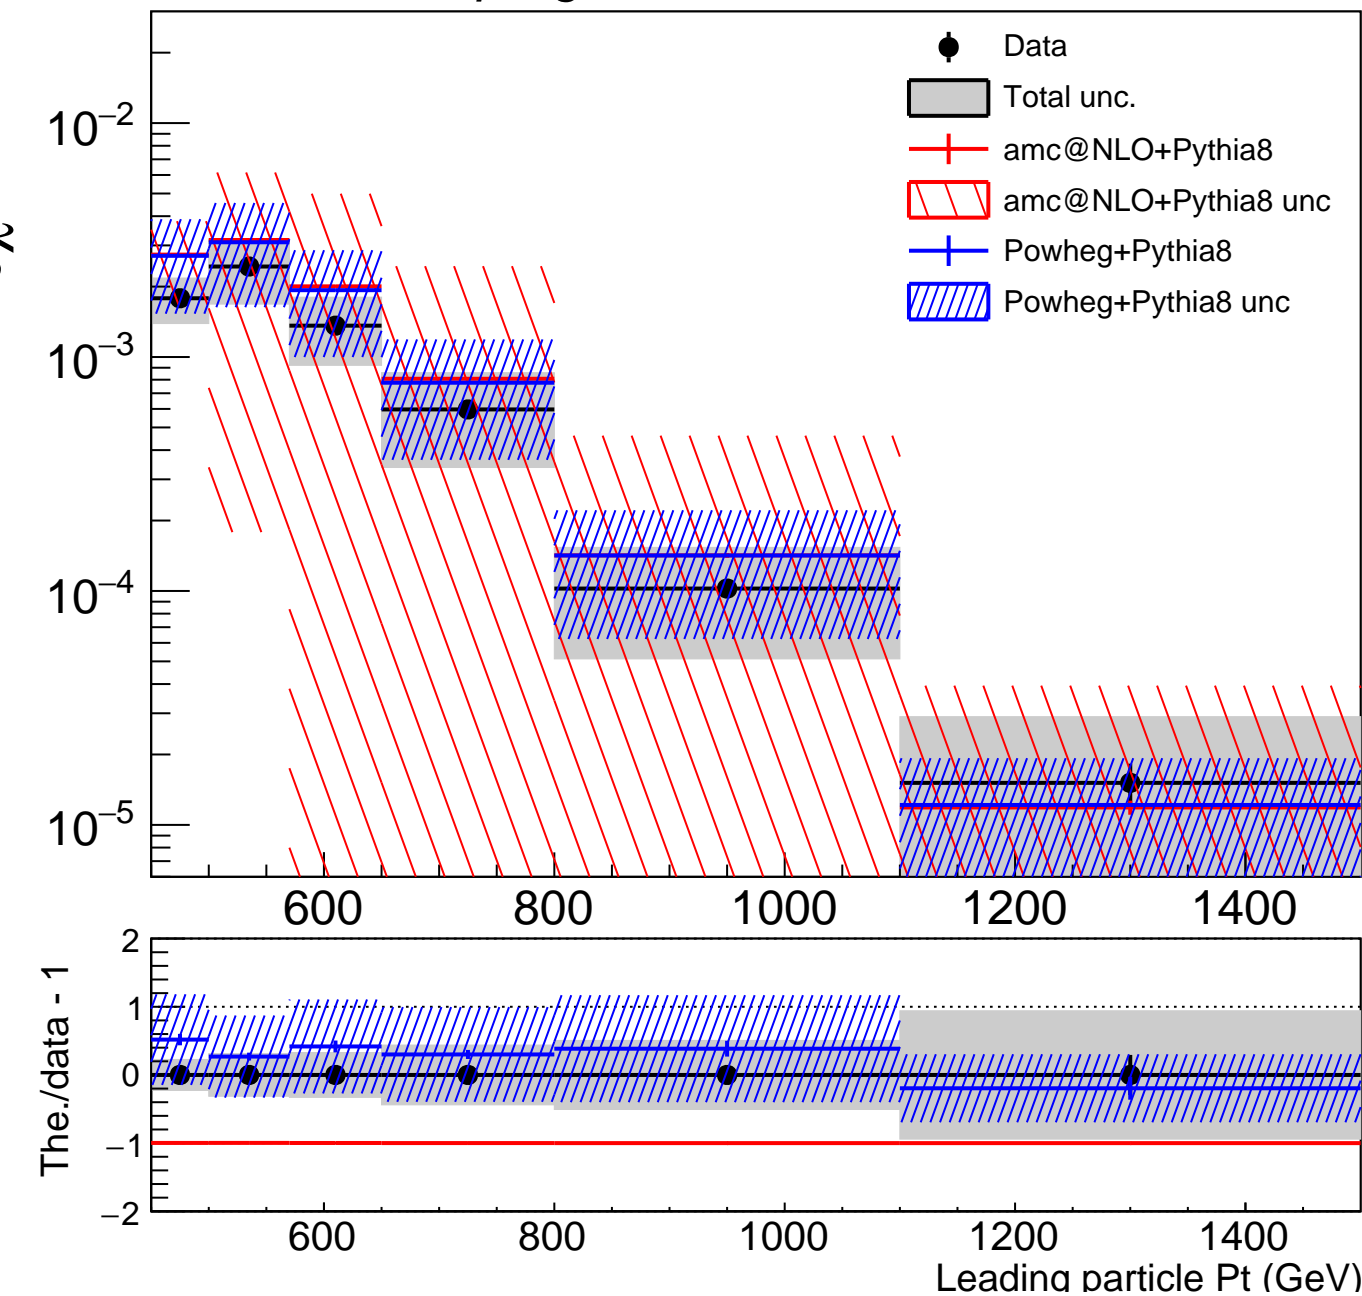 Data
Total unc.
amc@NLO+Pythia8
amc@NLO+Pythia8 unc
Powheg+Pythia8
Powheg+Pythia8 unc
10−2
10−3
10−4
10−5
600 800 1000 1200 1400
The./data - 1
2
1
0
−1
−2
600 800 1000 1200 1400
Leading particle Pt (GeV)